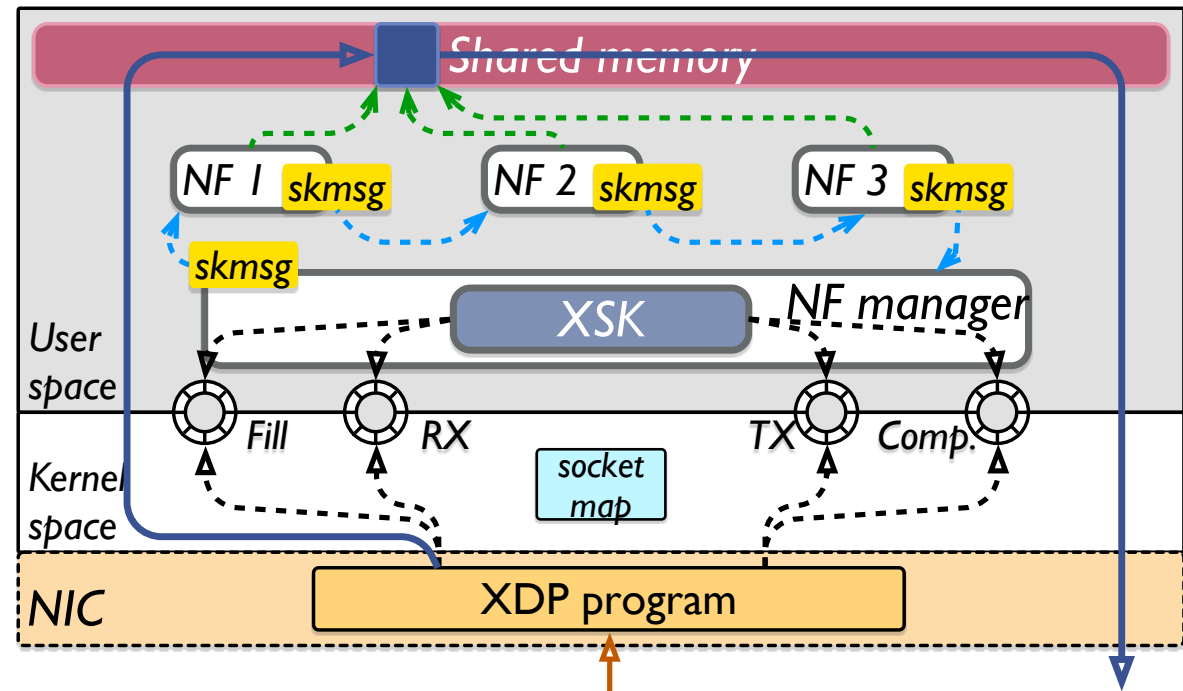 Shared memory
NF 1
skmsg
NF 2
skmsg
NF 3
skmsg
skmsg
NF manager
XSK
User
space
Fill
RX
TX
Comp.
Kernel
space
socket
map
NIC
XDP program